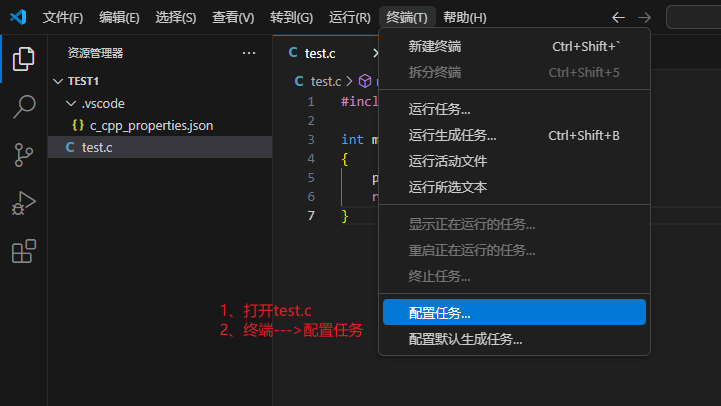 文件(F) 编辑(E) 选择(S) 查看(V) 转到(G) 运行(R) 终端(T) 帮助(H)
资源管理器
TEST1
.vscode
{} c_cpp_properties.json
C test.c
C test.c
C test.c
1 #incl
2
3 int m
4 {
5 p
6
7 }
新建终端 Ctrl+Shift+`
拆分终端 Ctrl+Shift+5
运行任务...
运行生成任务... Ctrl+Shift+B
运行活动文件
运行所选文本
显示正在运行的任务...
重启正在运行的任务...
终止任务...
配置任务...
配置默认生成任务...
1、打开test.c
2、终端--->配置任务